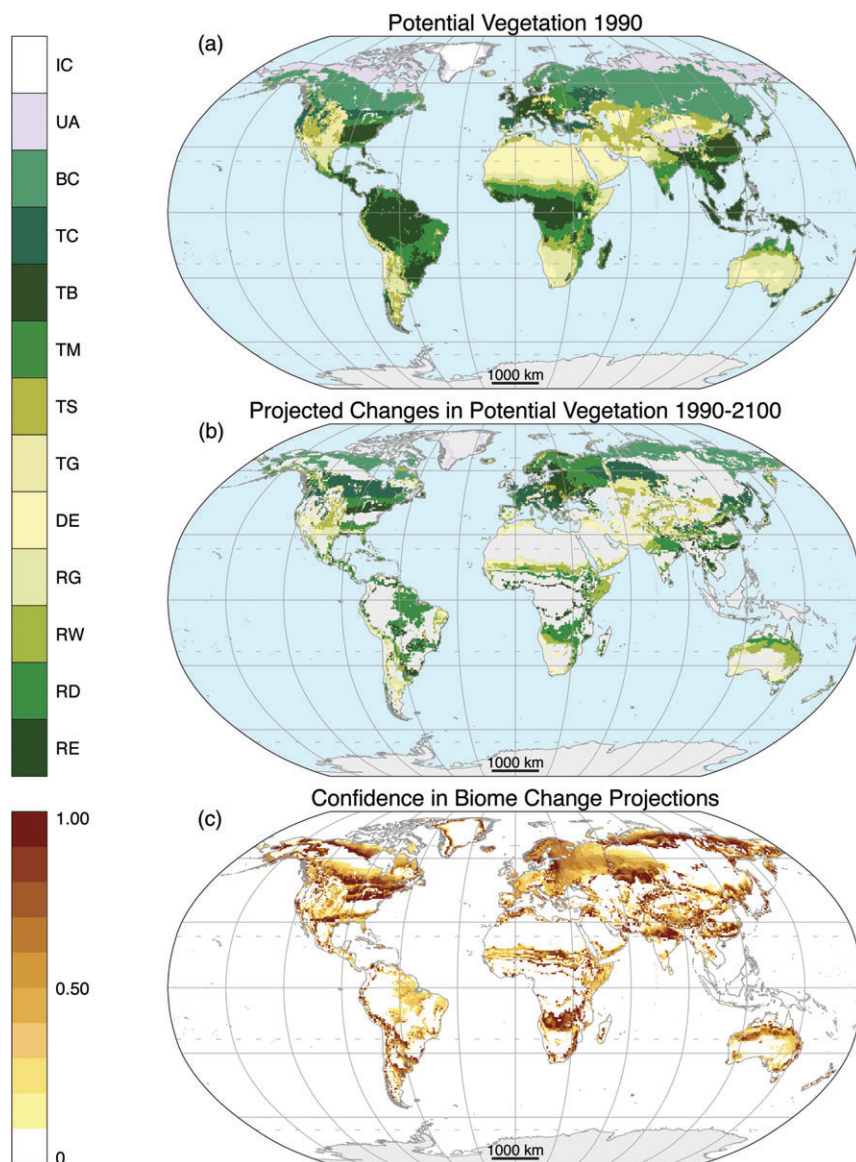 Potential Vegetation 1990
(a)
1000 km
IC
UA
BC
TC
TB
TM
TS
TG
DE
RG
RW
RD
RE
Projected Changes in Potential Vegetation 1990-2100
(b)
1000 km
Confidence in Biome Change Projections
(c)
1000 km
1.00
0.50
0